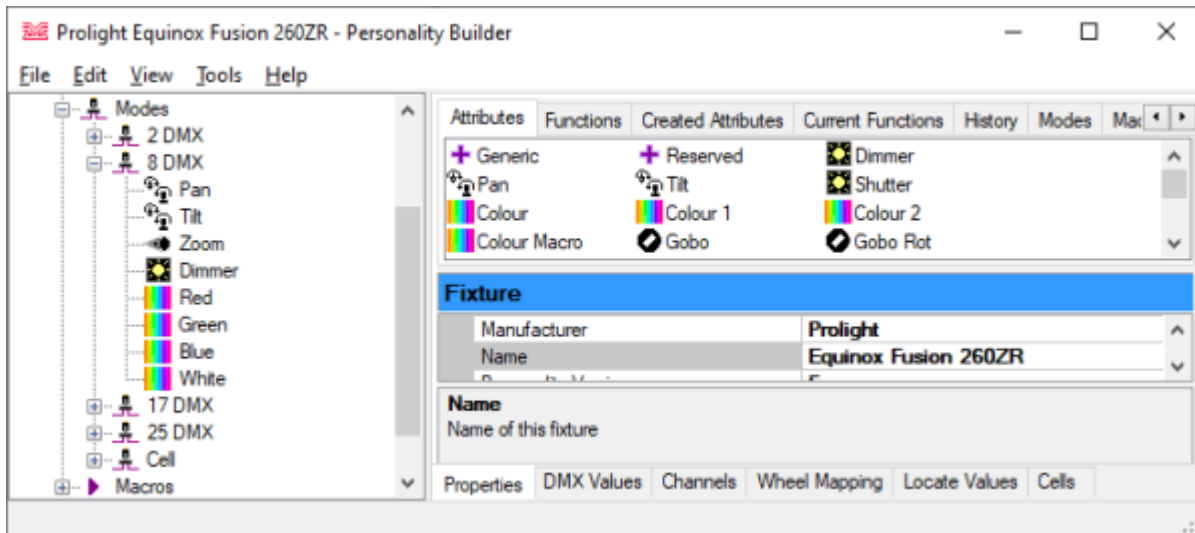 Prolight Equinox Fusion 260ZR - Personality Builder
File Edit View Tools Help
Modes
2 DMX
8 DMX
Pan
Tilt
Zoom
Dimmer
Red
Green
Blue
White
17 DMX
25 DMX
Cell
Macros
Attributes Functions Created Attributes Current Functions History Modes
Generic Reserved Dimmer
Pan Tilt Shutter
Colour Colour 1 Colour 2
Colour Macro Gobo Gobo Rot
Fixture
Manufacturer Prolight
Name Equinox Fusion 260ZR
Name
Name of this fixture
Properties DMX Values Channels Wheel Mapping Locate Values Cells